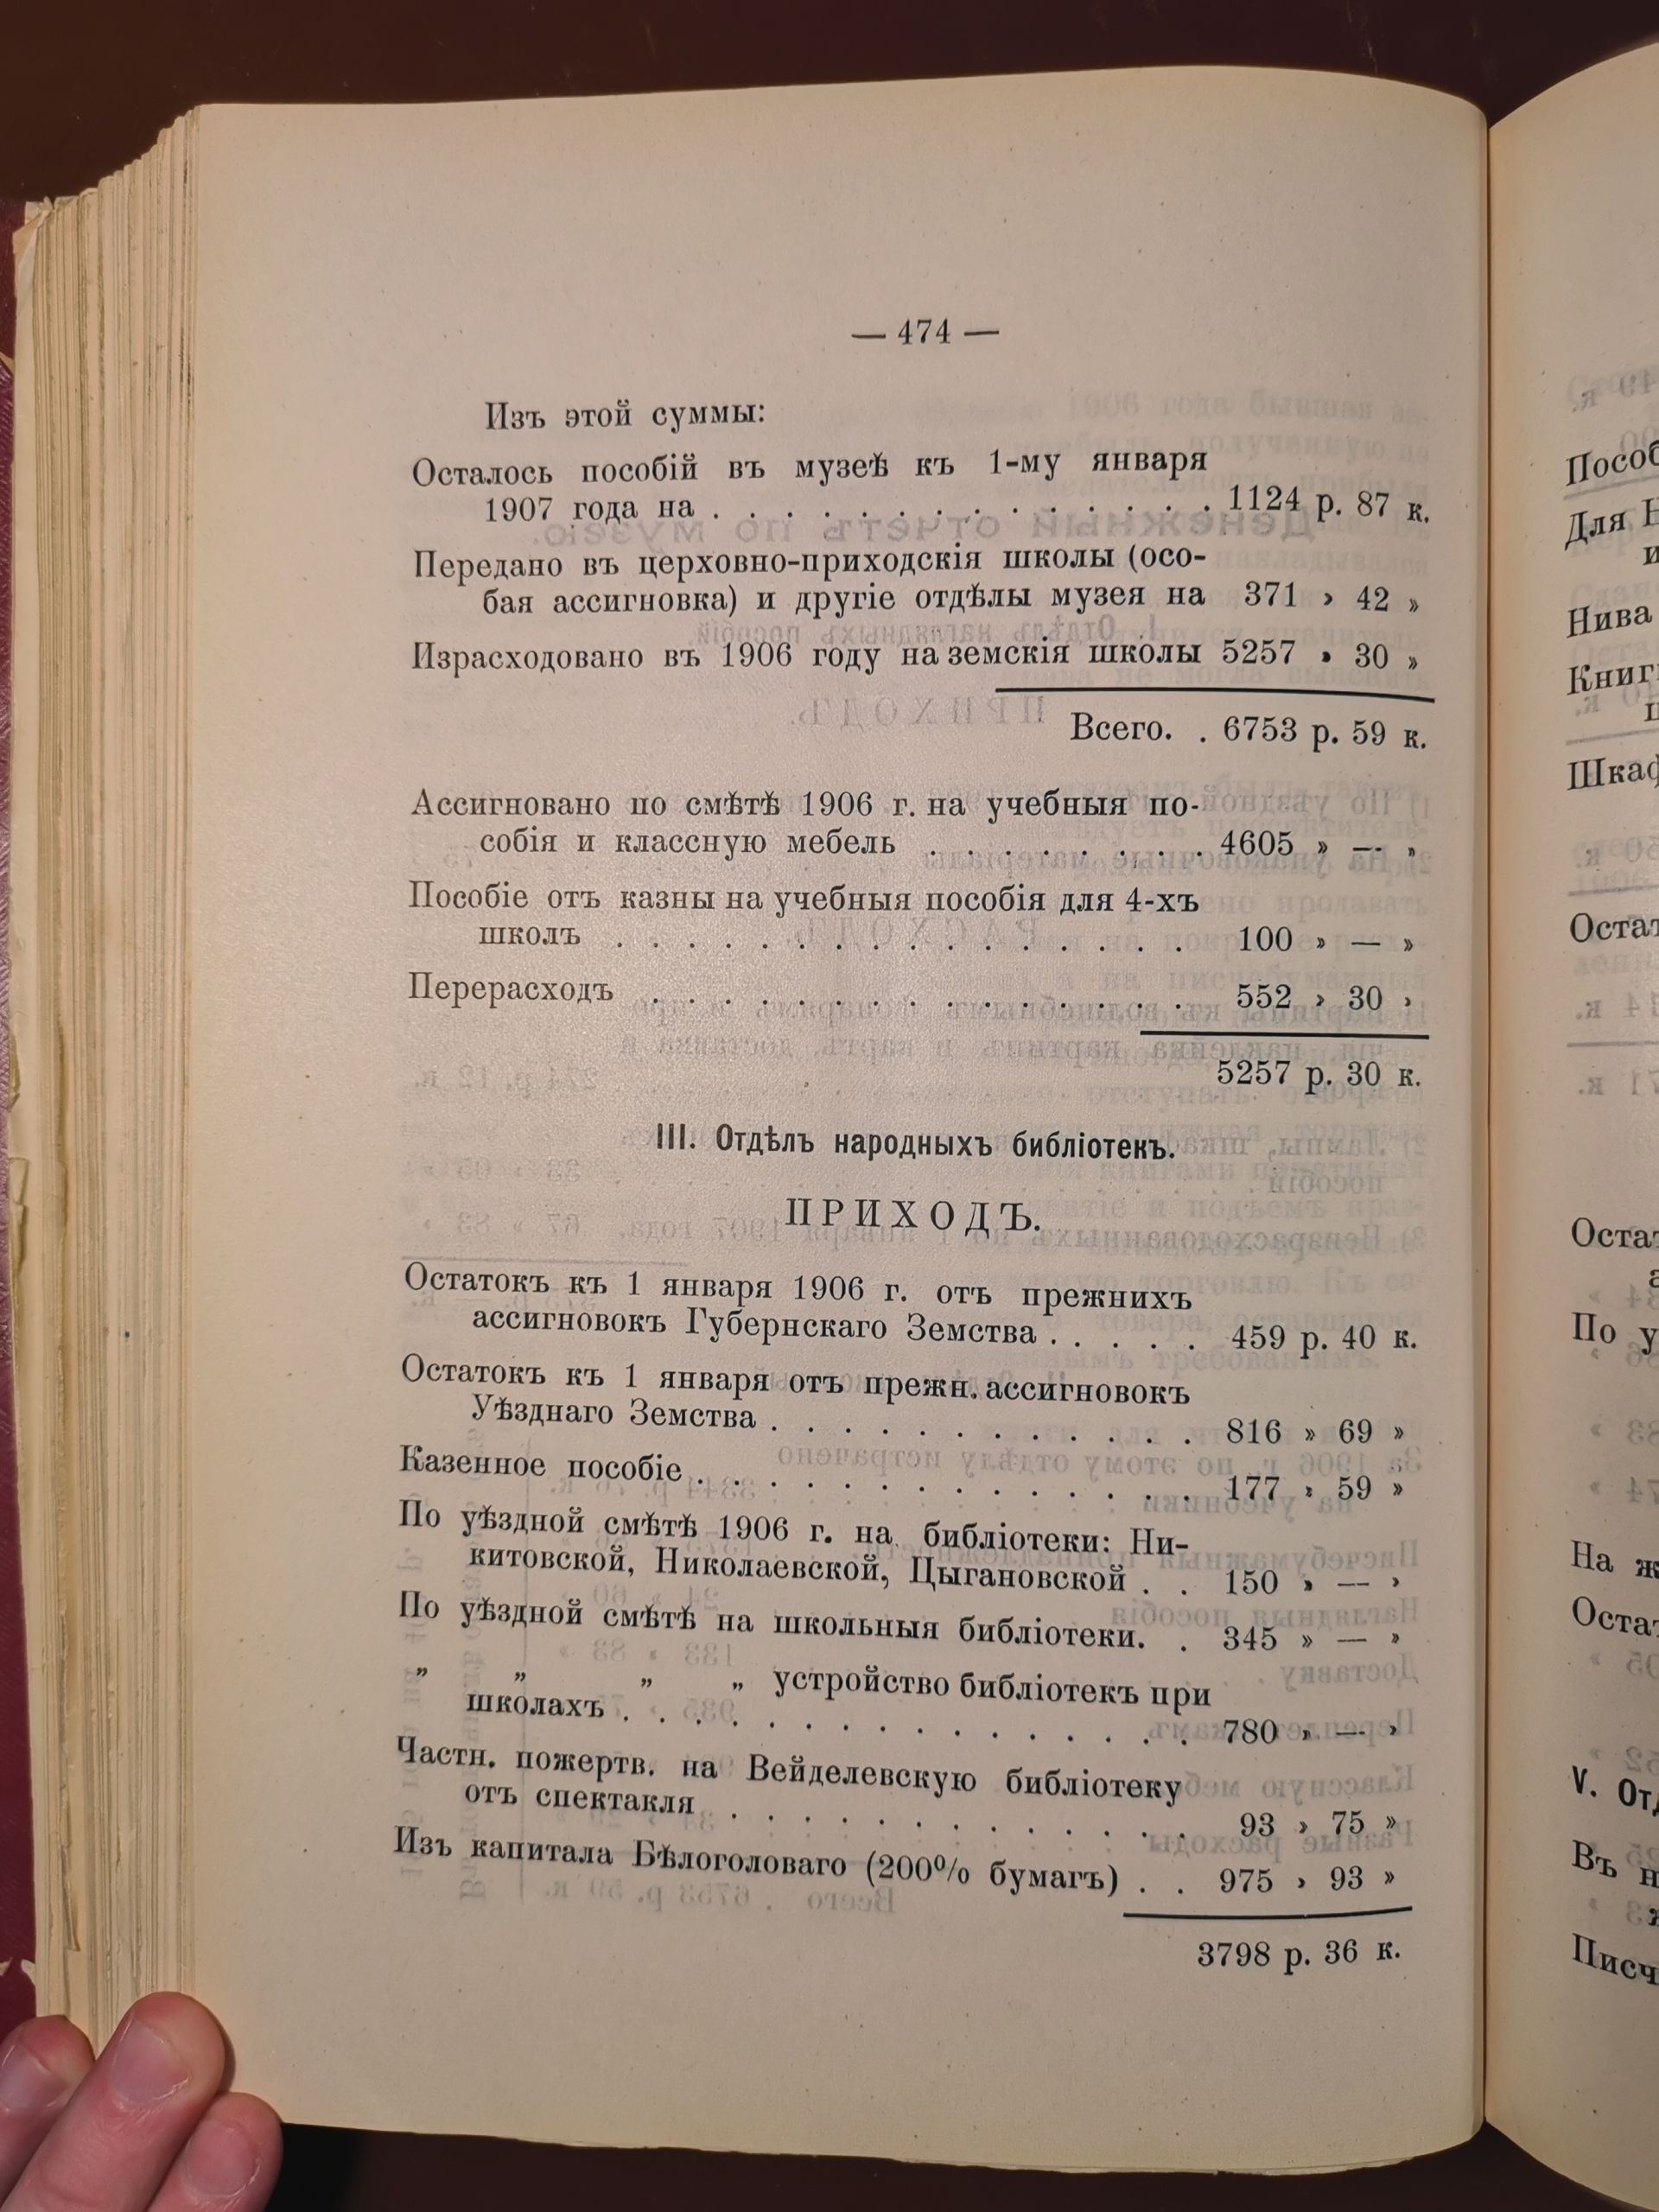 — 474 —
Изъ этой суммы:
Осталось пособій въ музеѣ къ 1-му января
1907 года на . . . . . . . . . . . . . . 1124 р. 87 к.
Передано въ церховно-приходскія школы (осо-
бая ассигновка) и другіе отдѣлы музея на 371 › 42 »
Израсходовано въ 1906 году на земскія школы 5257 › 30 »
Всего. . 6753 р. 59 к.
Ассигновано по смѣтѣ 1906 г. на учебныя по-
собія и классную мебель . . . . . . . . 4605 » — »
Пособіе отъ казны на учебныя пособія для 4-хъ
школъ . . . . . . . . . . . . . . . . 100 » — »
Перерасходъ . . . . . . . . . . . . . . . 552 › 30 ›
5257 р. 30 к.
III. Отдѣлъ народныхъ библіотекъ.
ПРИХОДЪ.
Остатокъ къ 1 января 1906 г. отъ прежнихъ
ассигновокъ Губернскаго Земства . . . . . 459 р. 40 к.
Остатокъ къ 1 января отъ прежн. ассигновокъ
Уѣзднаго Земства . . . . . . . . . . . . 816 » 69 »
Казенное пособіе . . . . . . . . . . . . . . 177 › 59 »
По уѣздной смѣтѣ 1906 г. на библіотеки: Ни-
китовской, Николаевской, Цыгановской . . 150 › — ›
По уѣздной смѣтѣ на школьныя библіотеки. . 345 » — »
„ „ „ „ устройство библіотекъ при
школахъ . . . . . . . . . . . . . . . . 780 › — ›
Частн. пожертв. на Вейделевскую библіотеку
отъ спектакля . . . . . . . . . . . . . 93 › 75 »
Изъ капитала Бѣлоголоваго (200% бумагъ) . . 975 › 93 »
3798 р. 36 к.